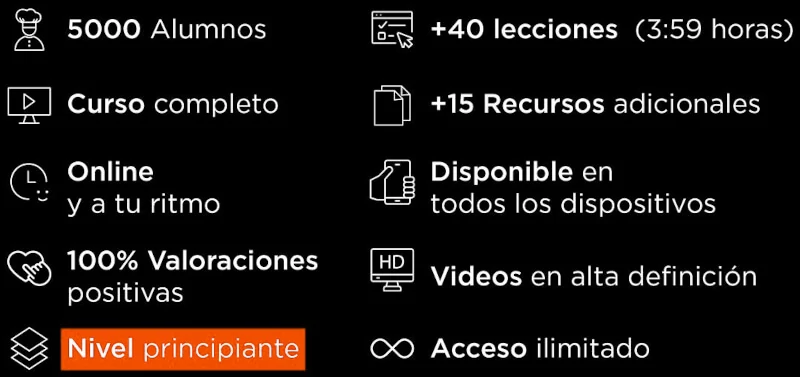 5000 Alumnos
+40 lecciones (3:59 horas)
Curso completo
+15 Recursos adicionales
Online
y a tu ritmo
Disponible en
todos los dispositivos
100% Valoraciones
positivas
HD
Videos en alta definición
Nivel principiante
Acceso ilimitado